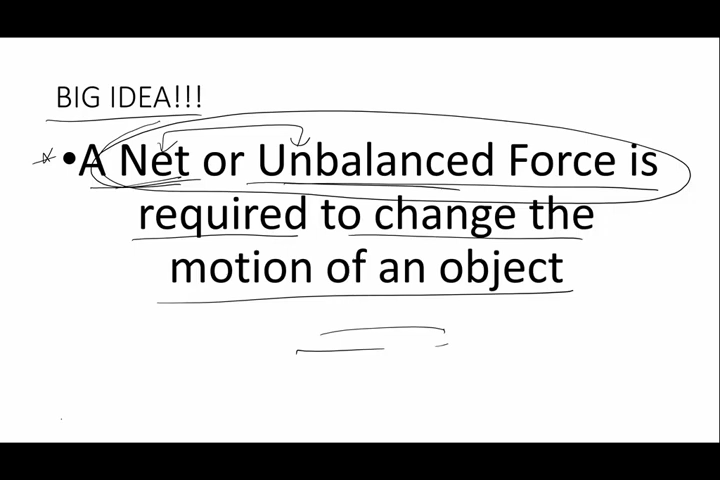 BIG IDEA!!!
•A Net or Unbalanced Force is
required to change the
motion of an object